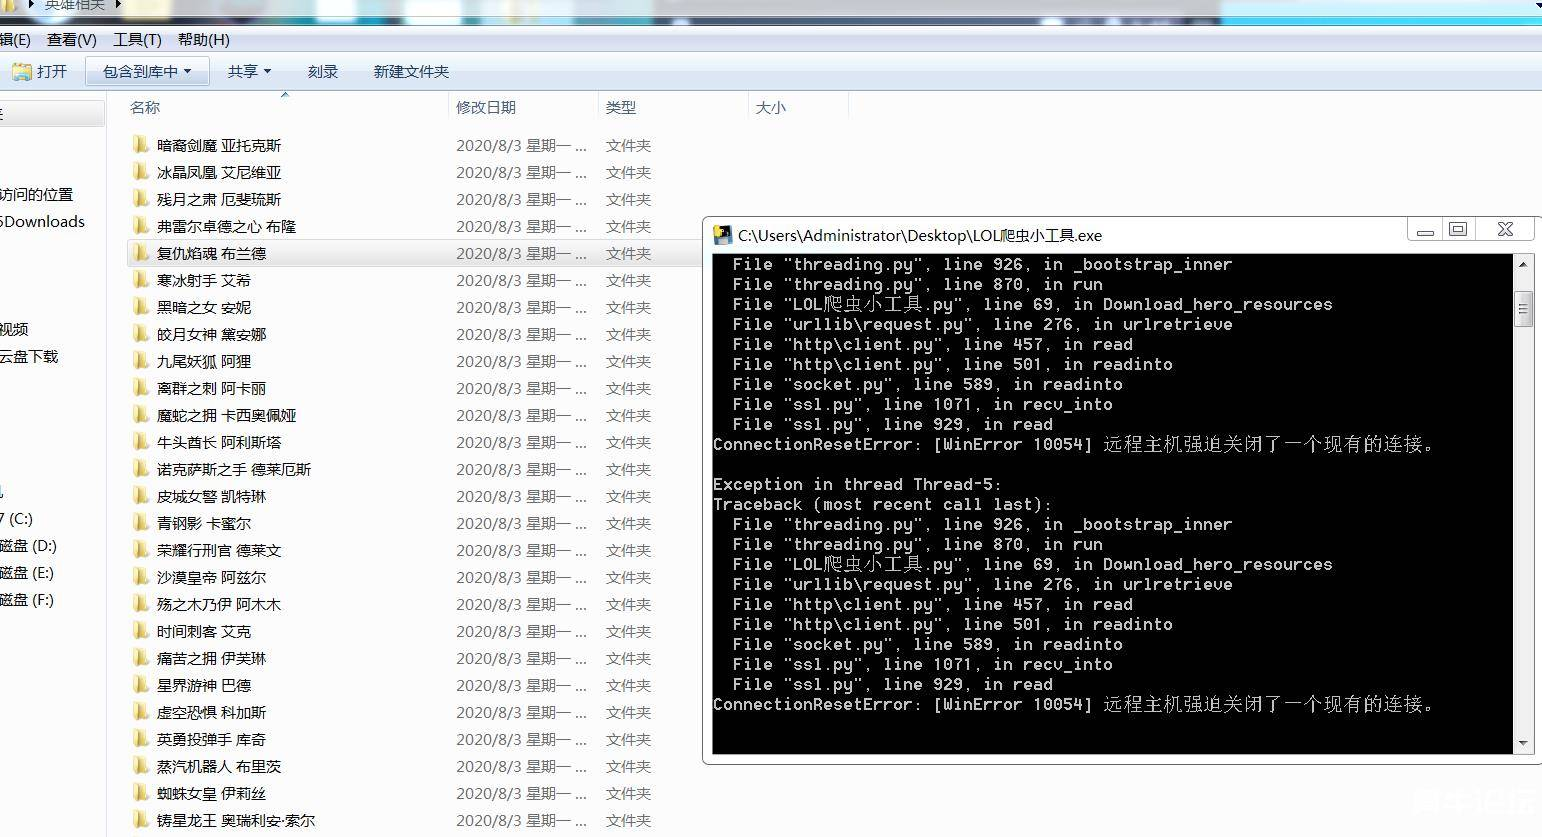 英雄相关
辑(E) 查看(V) 工具(T) 帮助(H)
打开 包含到库中 共享 刻录 新建文件夹
名称 修改日期 类型 大小
访问的位置
Downloads
视频
云盘下载
(C:)
磁盘 (D:)
磁盘 (E:)
磁盘 (F:)
暗裔剑魔 亚托克斯 2020/8/3 星期一 ... 文件夹
冰晶凤凰 艾尼维亚 2020/8/3 星期一 ... 文件夹
残月之肃 厄斐琉斯 2020/8/3 星期一 ... 文件夹
弗雷尔卓德之心 布隆 2020/8/3 星期一 ... 文件夹
复仇焰魂 布兰德 2020/8/3 星期一 ... 文件夹
寒冰射手 艾希 2020/8/3 星期一 ... 文件夹
黑暗之女 安妮 2020/8/3 星期一 ... 文件夹
皎月女神 黛安娜 2020/8/3 星期一 ... 文件夹
九尾妖狐 阿狸 2020/8/3 星期一 ... 文件夹
离群之刺 阿卡丽 2020/8/3 星期一 ... 文件夹
魔蛇之拥 卡西奥佩娅 2020/8/3 星期一 ... 文件夹
牛头酋长 阿利斯塔 2020/8/3 星期一 ... 文件夹
诺克萨斯之手 德莱厄斯 2020/8/3 星期一 ... 文件夹
皮城女警 凯特琳 2020/8/3 星期一 ... 文件夹
青钢影 卡蜜尔 2020/8/3 星期一 ... 文件夹
荣耀行刑官 德莱文 2020/8/3 星期一 ... 文件夹
沙漠皇帝 阿兹尔 2020/8/3 星期一 ... 文件夹
殇之木乃伊 阿木木 2020/8/3 星期一 ... 文件夹
时间刺客 艾克 2020/8/3 星期一 ... 文件夹
痛苦之拥 伊芙琳 2020/8/3 星期一 ... 文件夹
星界游神 巴德 2020/8/3 星期一 ... 文件夹
虚空恐惧 科加斯 2020/8/3 星期一 ... 文件夹
英勇投弹手 库奇 2020/8/3 星期一 ... 文件夹
蒸汽机器人 布里茨 2020/8/3 星期一 ... 文件夹
蜘蛛女皇 伊莉丝 2020/8/3 星期一 ... 文件夹
铸星龙王 奥瑞利安·索尔 2020/8/3 星期一 ... 文件夹
C:\Users\Administrator\Desktop\LOL爬虫小工具.exe
File "threading.py", line 926, in _bootstrap_inner
File "threading.py", line 870, in run
File "LOL爬虫小工具.py", line 69, in Download_hero_resources
File "urllib\request.py", line 276, in urlretrieve
File "http\client.py", line 457, in read
File "http\client.py", line 501, in readinto
File "socket.py", line 589, in readinto
File "ssl.py", line 1071, in recv_into
File "ssl.py", line 929, in read
ConnectionResetError: [WinError 10054] 远程主机强迫关闭了一个现有的连接。
Exception in thread Thread-5:
Traceback (most recent call last):
File "threading.py", line 926, in _bootstrap_inner
File "threading.py", line 870, in run
File "LOL爬虫小工具.py", line 69, in Download_hero_resources
File "urllib\request.py", line 276, in urlretrieve
File "http\client.py", line 457, in read
File "http\client.py", line 501, in readinto
File "socket.py", line 589, in readinto
File "ssl.py", line 1071, in recv_into
File "ssl.py", line 929, in read
ConnectionResetError: [WinError 10054] 远程主机强迫关闭了一个现有的连接。